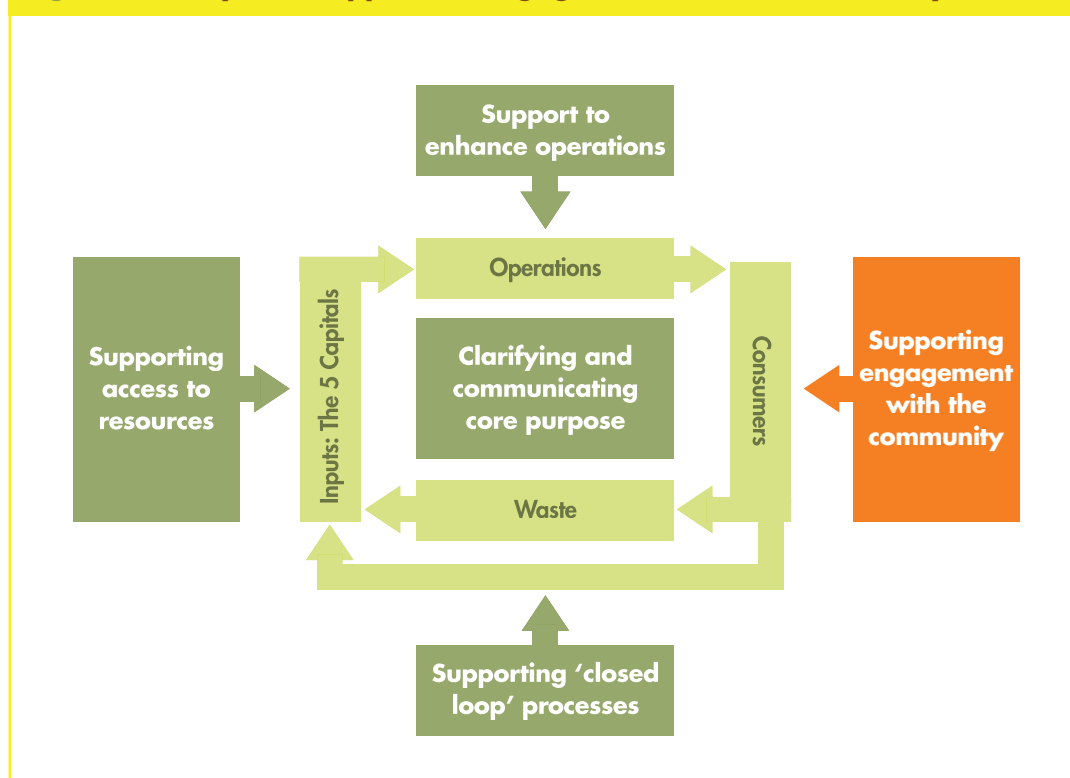 Support to
enhance operations
Operations
Supporting
access to
resources
Inputs: The 5 Capitals
Clarifying and
communicating
core purpose
Consumers
Supporting
engagement
with the
community
Waste
Supporting ‘closed
loop’ processes